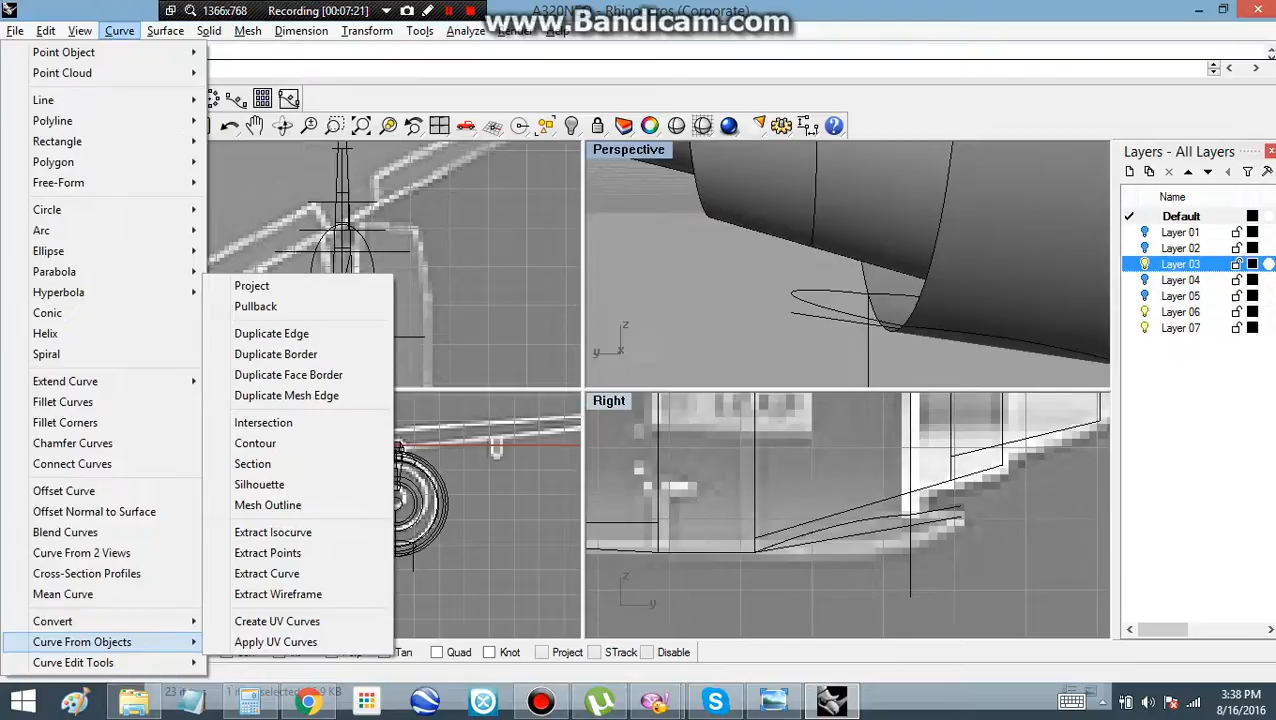 1366x768
Recording [00:07:21]
A320NEO - Rhinoceros (Corporate)
www.Bandicam.com
File
Edit
View
Curve
Surface
Solid
Mesh
Dimension
Transform
Tools
Analyze
Render
Help
Point Object
Point Cloud
Line
Polyline
Rectangle
Polygon
Free-Form
Circle
Arc
Ellipse
Parabola
Hyperbola
Conic
Helix
Spiral
Extend Curve
Fillet Curves
Fillet Corners
Chamfer Curves
Connect Curves
Offset Curve
Offset Normal to Surface
Blend Curves
Curve From 2 Views
Cross-Section Profiles
Mean Curve
Convert
Curve From Objects
Curve Edit Tools
Project
Pullback
Duplicate Edge
Duplicate Border
Duplicate Face Border
Duplicate Mesh Edge
Intersection
Contour
Section
Silhouette
Mesh Outline
Extract Isocurve
Extract Points
Extract Curve
Extract Wireframe
Create UV Curves
Apply UV Curves
Perspective
z
y
x
Right
z
y
Layers - All Layers
Name
Default
Layer 01
Layer 02
Layer 03
Layer 04
Layer 05
Layer 06
Layer 07
Tan
Quad
Knot
Project
STrack
Disable
3:38 PM
8/16/2016